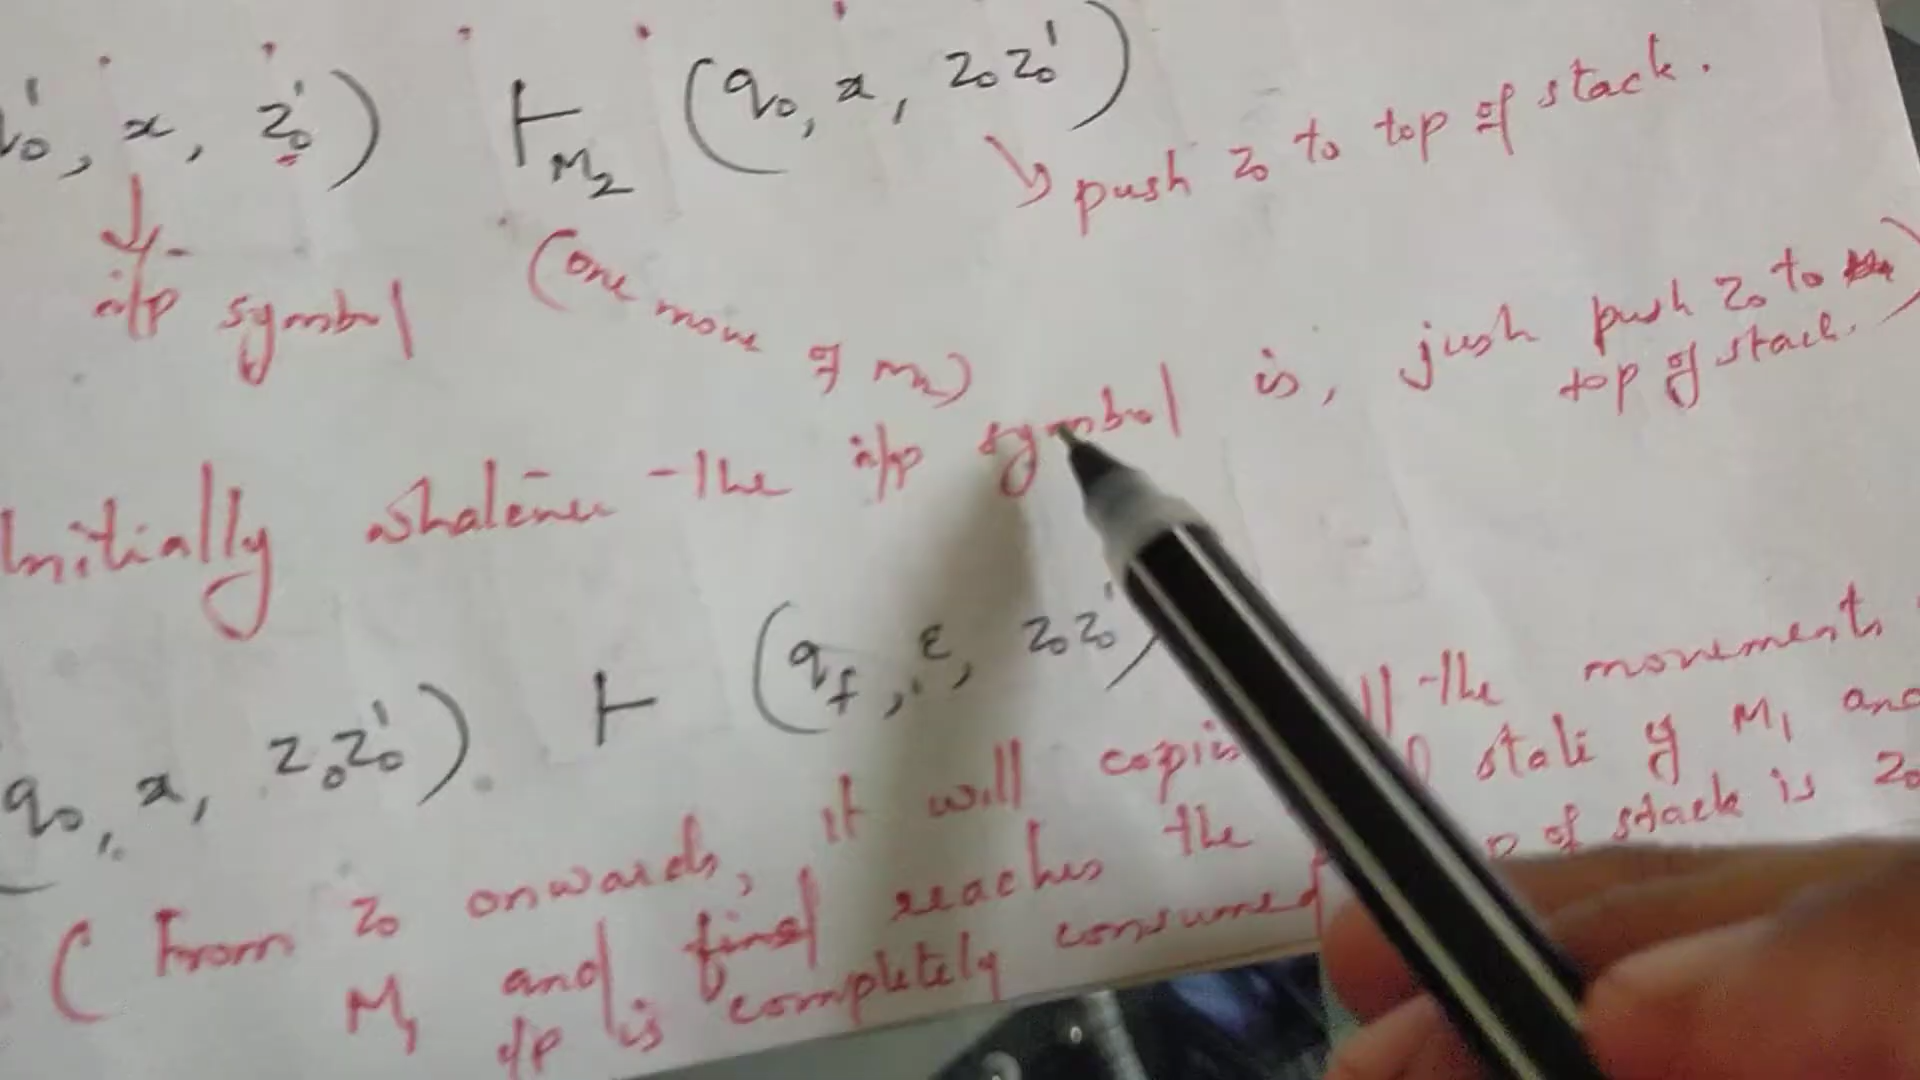 q₀', x, z₀') ⊢M₂ (q₀, x, z₀z₀')
push z₀ to top of stack.
i/p symbol
(one move of M₂)
Initially whatever the i/p symbol is, just push z₀ to
top of stack.)
(q₀, x, z₀z₀') ⊢ (qf, ε, z₀z₀')
(From z₀ onwards, it will copies all the movements
M₁ and final reaches the state of M₁ and
i/p is completely consumed of stack is z₀